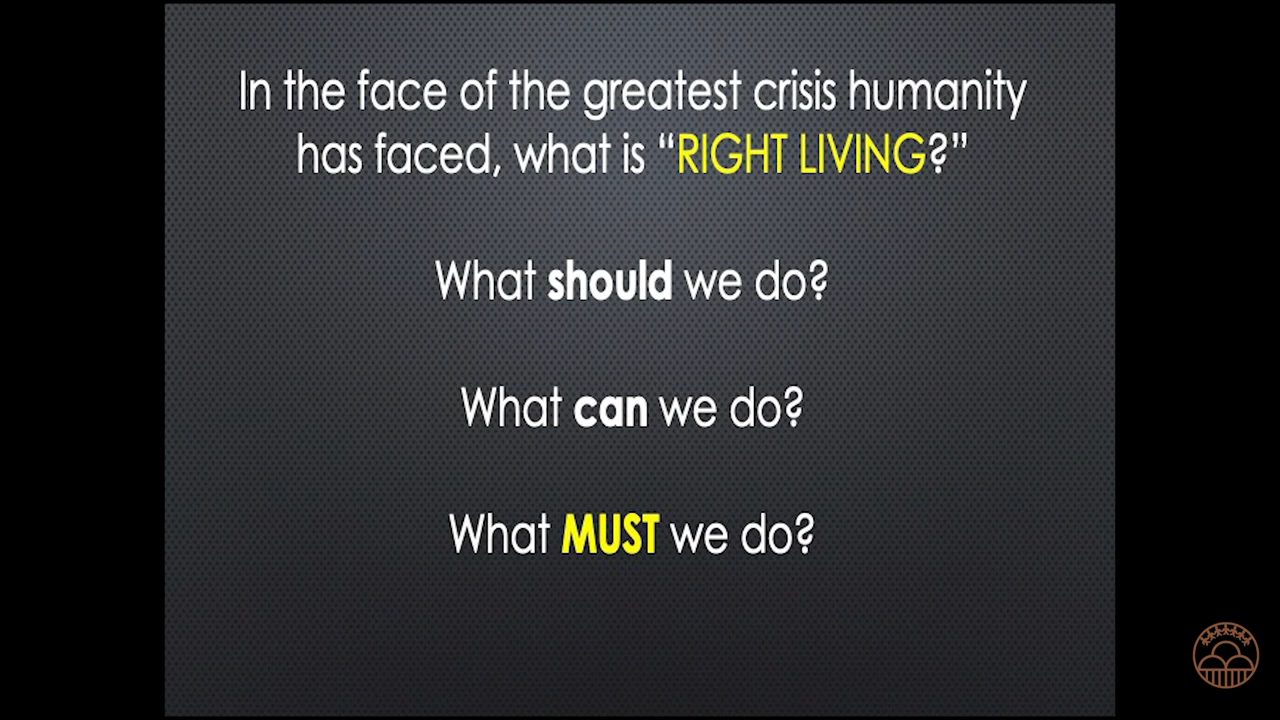 In the face of the greatest crisis humanity
has faced, what is “RIGHT LIVING?”
What should we do?
What can we do?
What MUST we do?